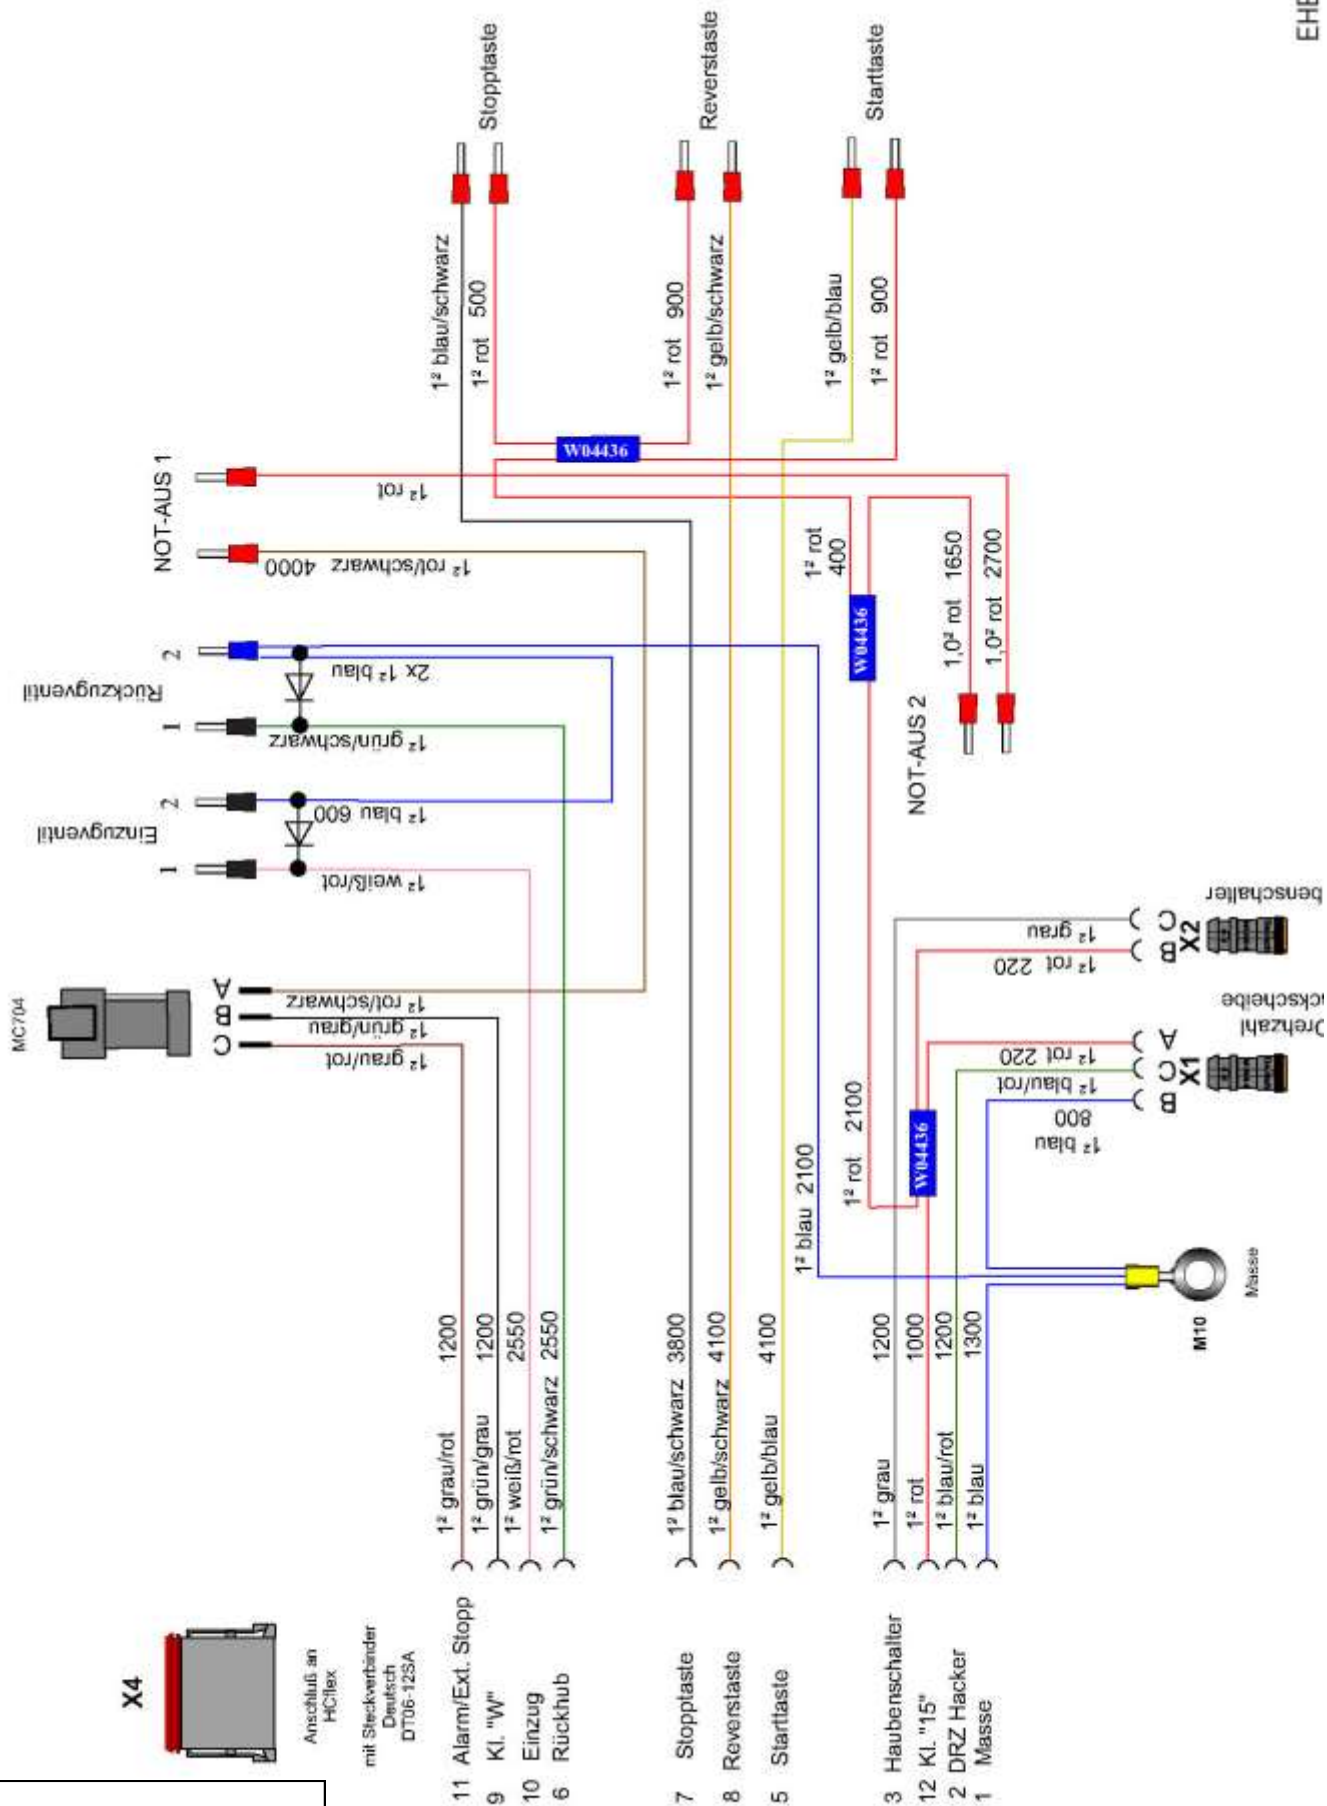 EHE
X4
Anschluß an
HCflex
mit Steckverbinder
Deutsch
DT06-12SA
11 Alarm/Ext. Stopp
9 Kl. "W"
10 Einzug
6 Rückhub
7 Stopptaste
8 Reverstaste
5 Starttaste
3 Haubenschalter
12 Kl. "15"
2 DRZ Hacker
1 Masse
1² grau/rot 1200
1² grün/grau 1200
1² weiß/rot 2550
1² grün/schwarz 2550
1² blau/schwarz 3800
1² gelb/schwarz 4100
1² gelb/blau 4100
1² grau 1200
1² rot 1000
1² blau/rot 1200
1² blau 1300
MC704
C B A
1² grau/rot
1² grün/grau
1² rot/schwarz
Einzugventil
1 2
1² weiß/rot
1² blau 600
Rückzugventil
1 2
1² grün/schwarz
2x 1² blau
NOT-AUS 1
1² rot/schwarz 4000
1² rot
1² blau/schwarz
1² rot 500
Stopptaste
1² rot 900
1² gelb/schwarz
Reverstaste
1² gelb/blau
1² rot 900
Starttaste
W04436
1² rot
400
W04436
1,0² rot 1650
1,0² rot 2700
NOT-AUS 2
1² blau 2100
1² rot 2100
W04436
1² grau
1² rot 220
C
B
X2
benschalter
1² rot 220
1² blau/rot
1² blau
800
A
C
B
X1
Drehzahl
ckscheibe
M10
Masse